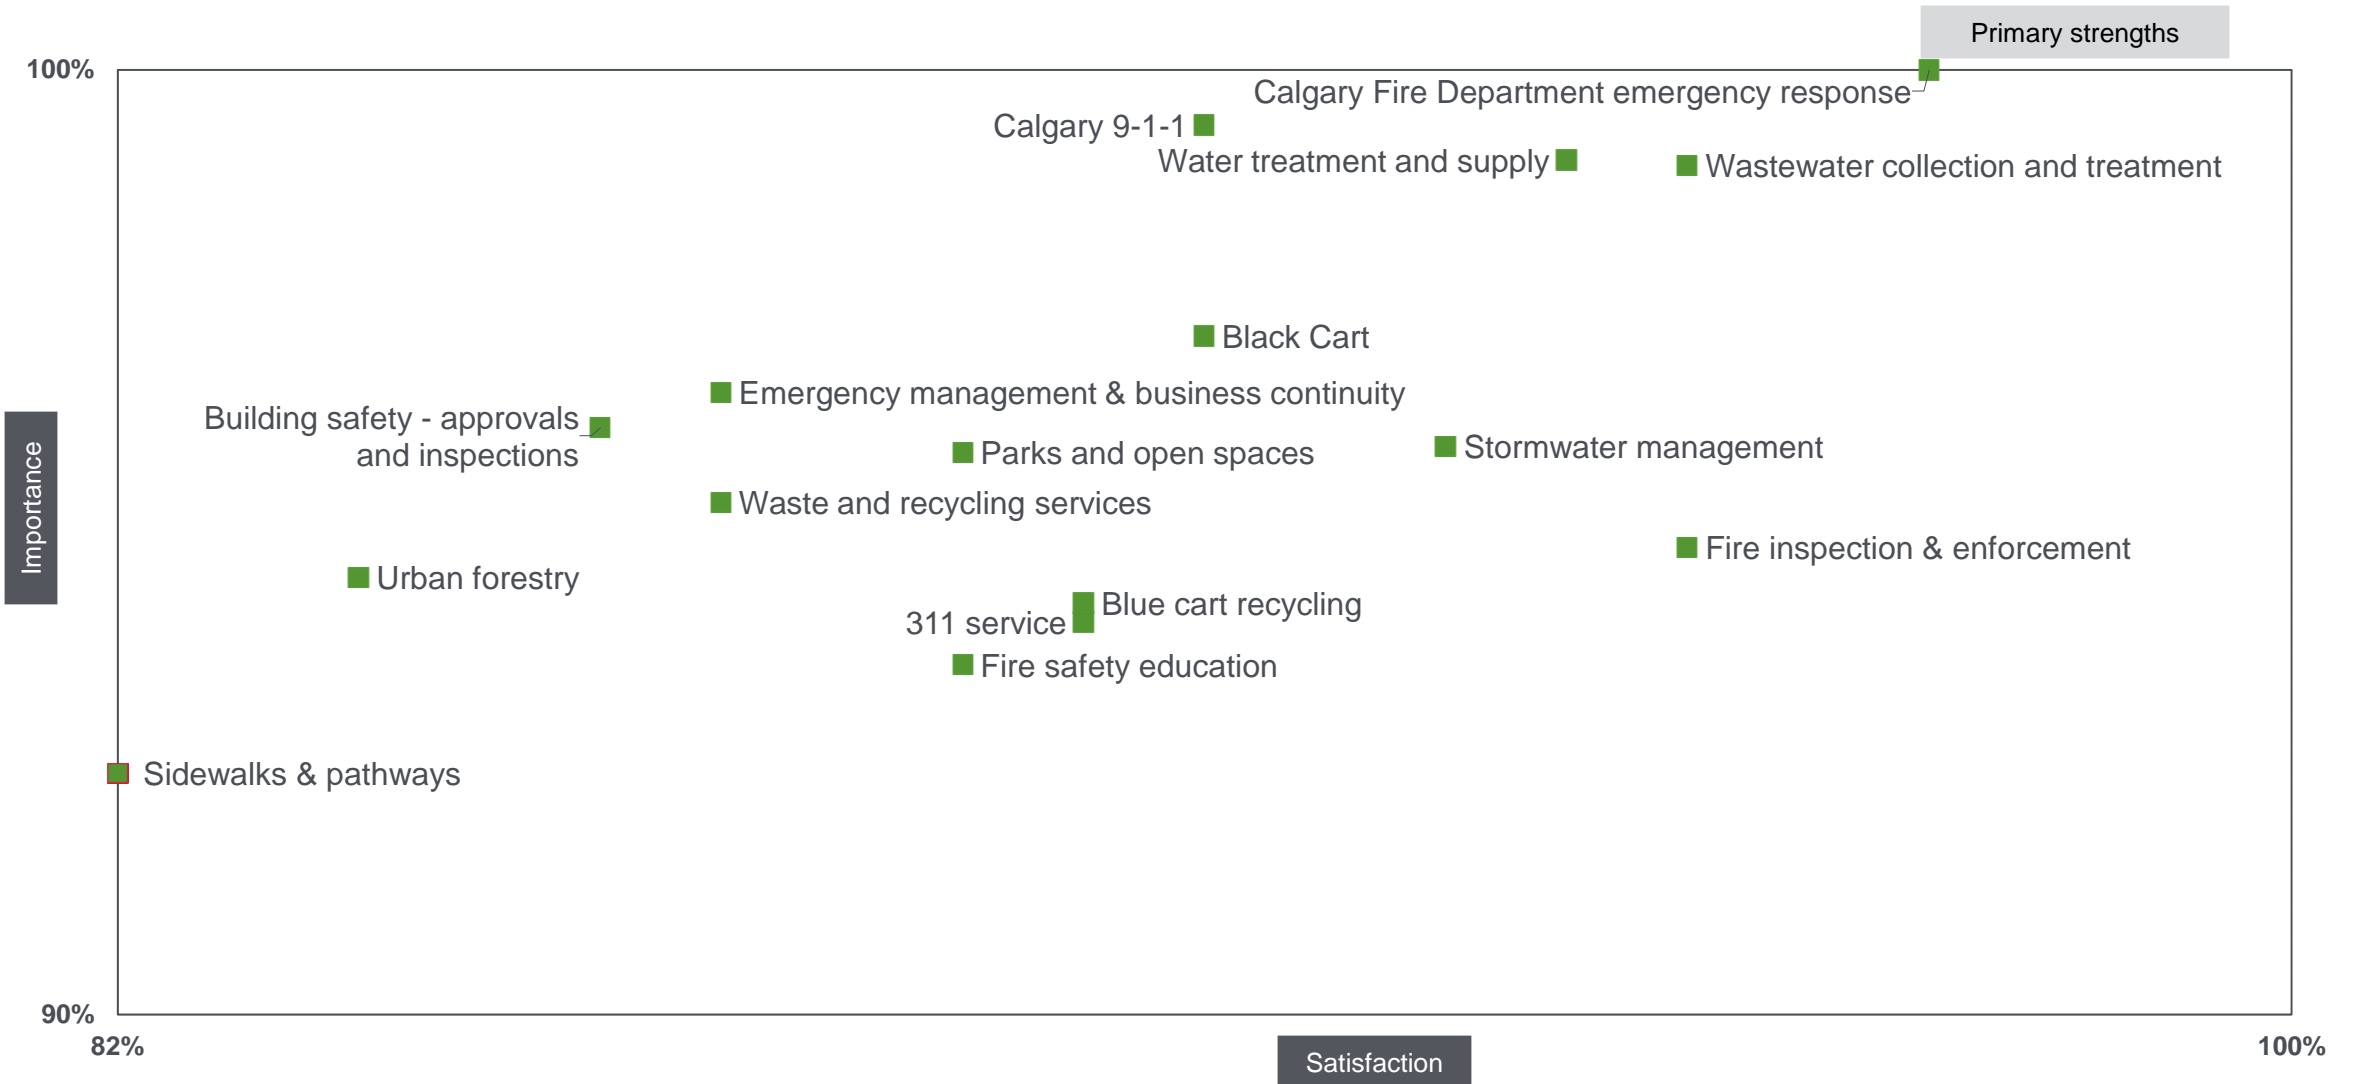 Primary strengths
100%
Calgary Fire Department emergency response
Calgary 9-1-1
Water treatment and supply
Wastewater collection and treatment
Black Cart
Emergency management & business continuity
Building safety - approvals
and inspections
Parks and open spaces
Stormwater management
Importance
Waste and recycling services
Fire inspection & enforcement
Urban forestry
Blue cart recycling
311 service
Fire safety education
Sidewalks & pathways
90%
82%
100%
Satisfaction